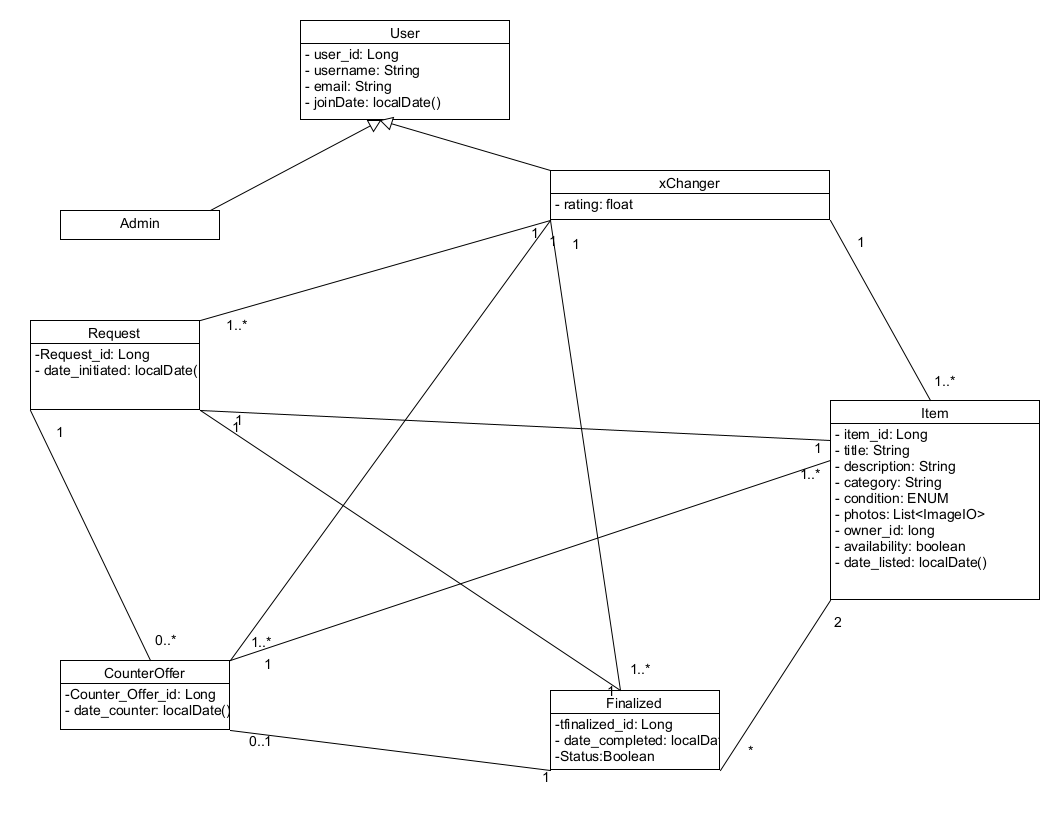 User
- user_id: Long
- username: String
- email: String
- joinDate: localDate()
xChanger
- rating: float
Admin
1
1
1
1
1..*
Request
-Request_id: Long
- date_initiated: localDate(
1..*
Item
- item_id: Long
- title: String
- description: String
- category: String
- condition: ENUM
- photos: List<ImageIO>
- owner_id: long
- availability: boolean
- date_listed: localDate()
1
1
1
1
1..*
2
0..*
1..*
1
1..*
CounterOffer
-Counter_Offer_id: Long
- date_counter: localDate()
1
Finalized
-tfinalized_id: Long
- date_completed: localDa
-Status:Boolean
0..1
1
*